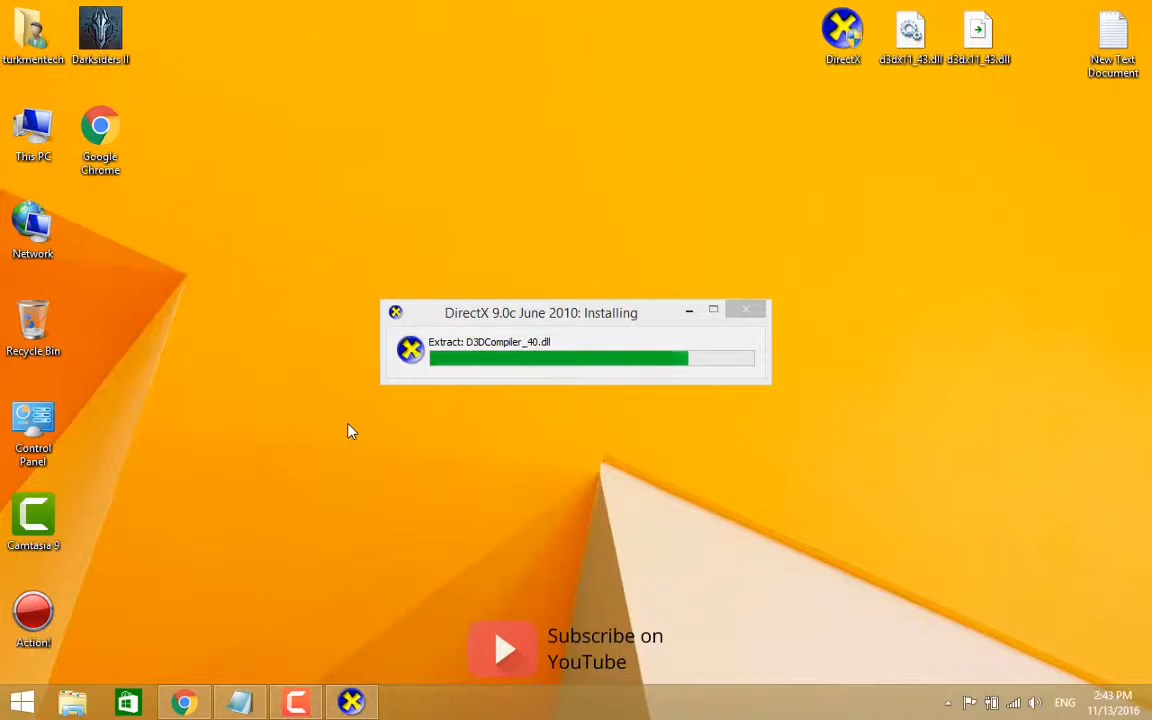 turkmentech
Darksiders II
DirectX
d3dx11_43.dll
d3dx11_43.dll
New Text
Document
This PC
Google
Chrome
Network
DirectX 9.0c June 2010: Installing
Extract: D3DCompiler_40.dll
Recycle Bin
Control
Panel
Camtasia 9
Action!
Subscribe on
YouTube
ENG
2:43 PM
11/13/2016